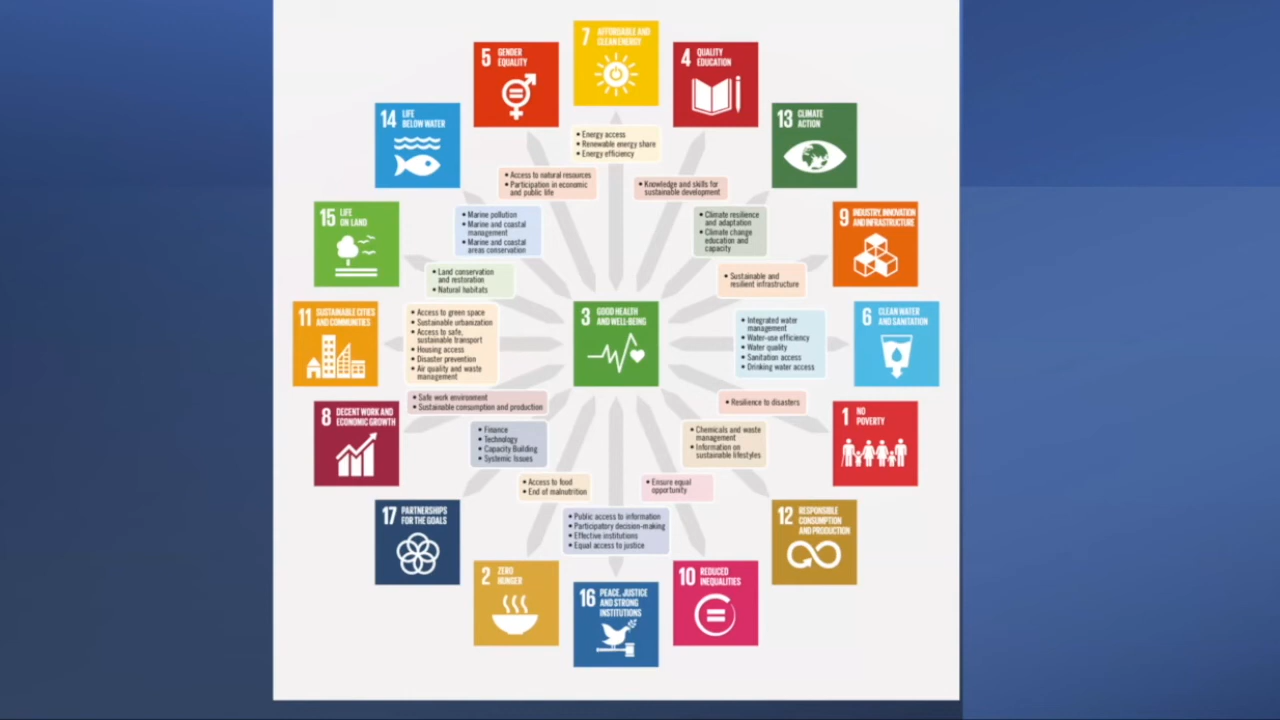 7 AFFORDABLE AND
CLEAN ENERGY
5 GENDER
EQUALITY
4 QUALITY
EDUCATION
14 LIFE
BELOW WATER
13 CLIMATE
ACTION
• Energy access
• Renewable energy share
• Energy efficiency
• Access to natural resources
• Participation in economic
and public life
• Knowledge and skills for
sustainable development
15 LIFE
ON LAND
• Marine pollution
• Marine and coastal
management
• Marine and coastal
areas conservation
• Climate resilience
and adaptation
• Climate change
education and
capacity
9 INDUSTRY, INNOVATION
AND INFRASTRUCTURE
• Land conservation
and restoration
• Natural habitats
• Sustainable and
resilient infrastructure
11 SUSTAINABLE CITIES
AND COMMUNITIES
• Access to green space
• Sustainable urbanization
• Access to safe,
sustainable transport
• Housing access
• Disaster prevention
• Air quality and waste
management
3 GOOD HEALTH
AND WELL-BEING
• Integrated water
management
• Water-use efficiency
• Water quality
• Sanitation access
• Drinking water access
6 CLEAN WATER
AND SANITATION
8 DECENT WORK AND
ECONOMIC GROWTH
• Safe work environment
• Sustainable consumption and production
• Resilience to disasters
1 NO
POVERTY
• Finance
• Technology
• Capacity Building
• Systemic Issues
• Chemicals and waste
management
• Information on
sustainable lifestyles
• Access to food
• End of malnutrition
• Ensure equal
opportunity
17 PARTNERSHIPS
FOR THE GOALS
• Public access to information
• Participatory decision-making
• Effective institutions
• Equal access to justice
12 RESPONSIBLE
CONSUMPTION
AND PRODUCTION
2 ZERO
HUNGER
16 PEACE, JUSTICE
AND STRONG
INSTITUTIONS
10 REDUCED
INEQUALITIES